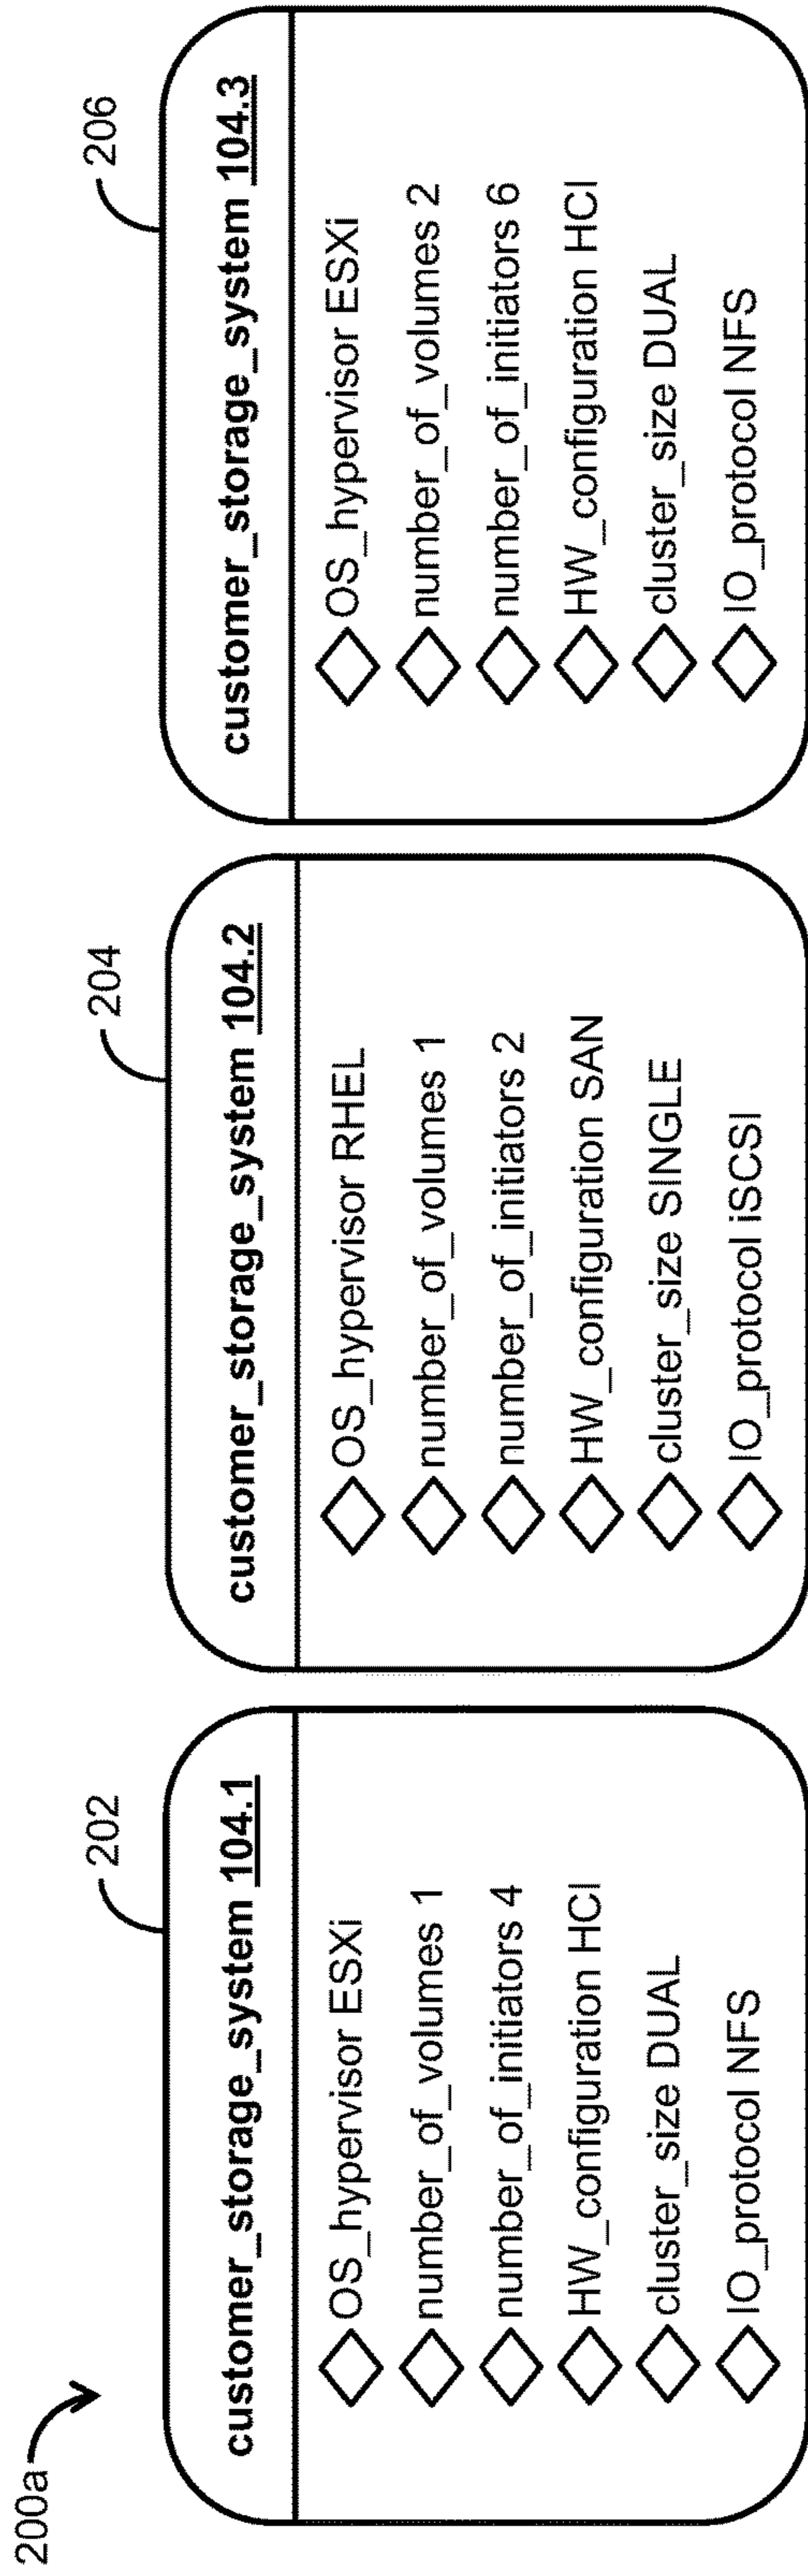 200a
202
customer_storage_system 104.1
OS_hypervisor ESXi
number_of_volumes 1
number_of_initiators 4
HW_configuration HCI
cluster_size DUAL
IO_protocol NFS
204
customer_storage_system 104.2
OS_hypervisor RHEL
number_of_volumes 1
number_of_initiators 2
HW_configuration SAN
cluster_size SINGLE
IO_protocol iSCSI
206
customer_storage_system 104.3
OS_hypervisor ESXi
number_of_volumes 2
number_of_initiators 6
HW_configuration HCI
cluster_size DUAL
IO_protocol NFS